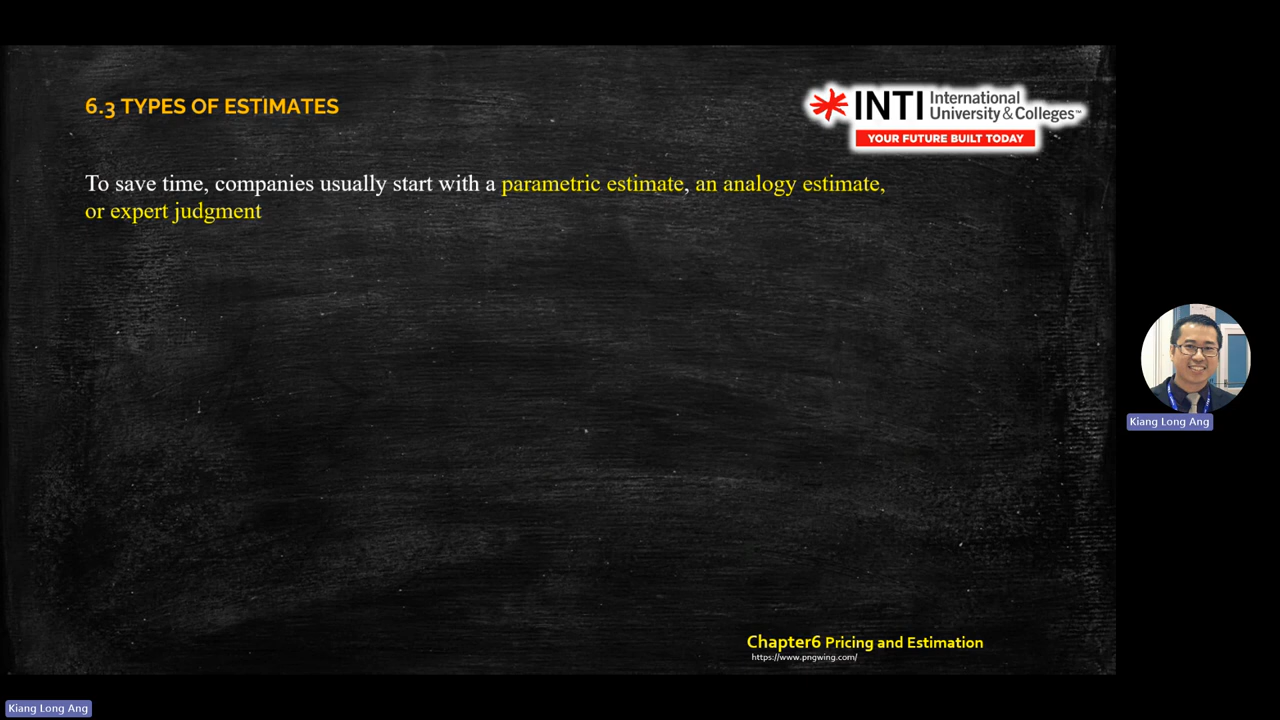 6.3 TYPES OF ESTIMATES
INTI International
University & Colleges™
YOUR FUTURE BUILT TODAY
To save time, companies usually start with a parametric estimate, an analogy estimate,
or expert judgment
Kiang Long Ang
Chapter6 Pricing and Estimation
https://www.pngwing.com/
Kiang Long Ang